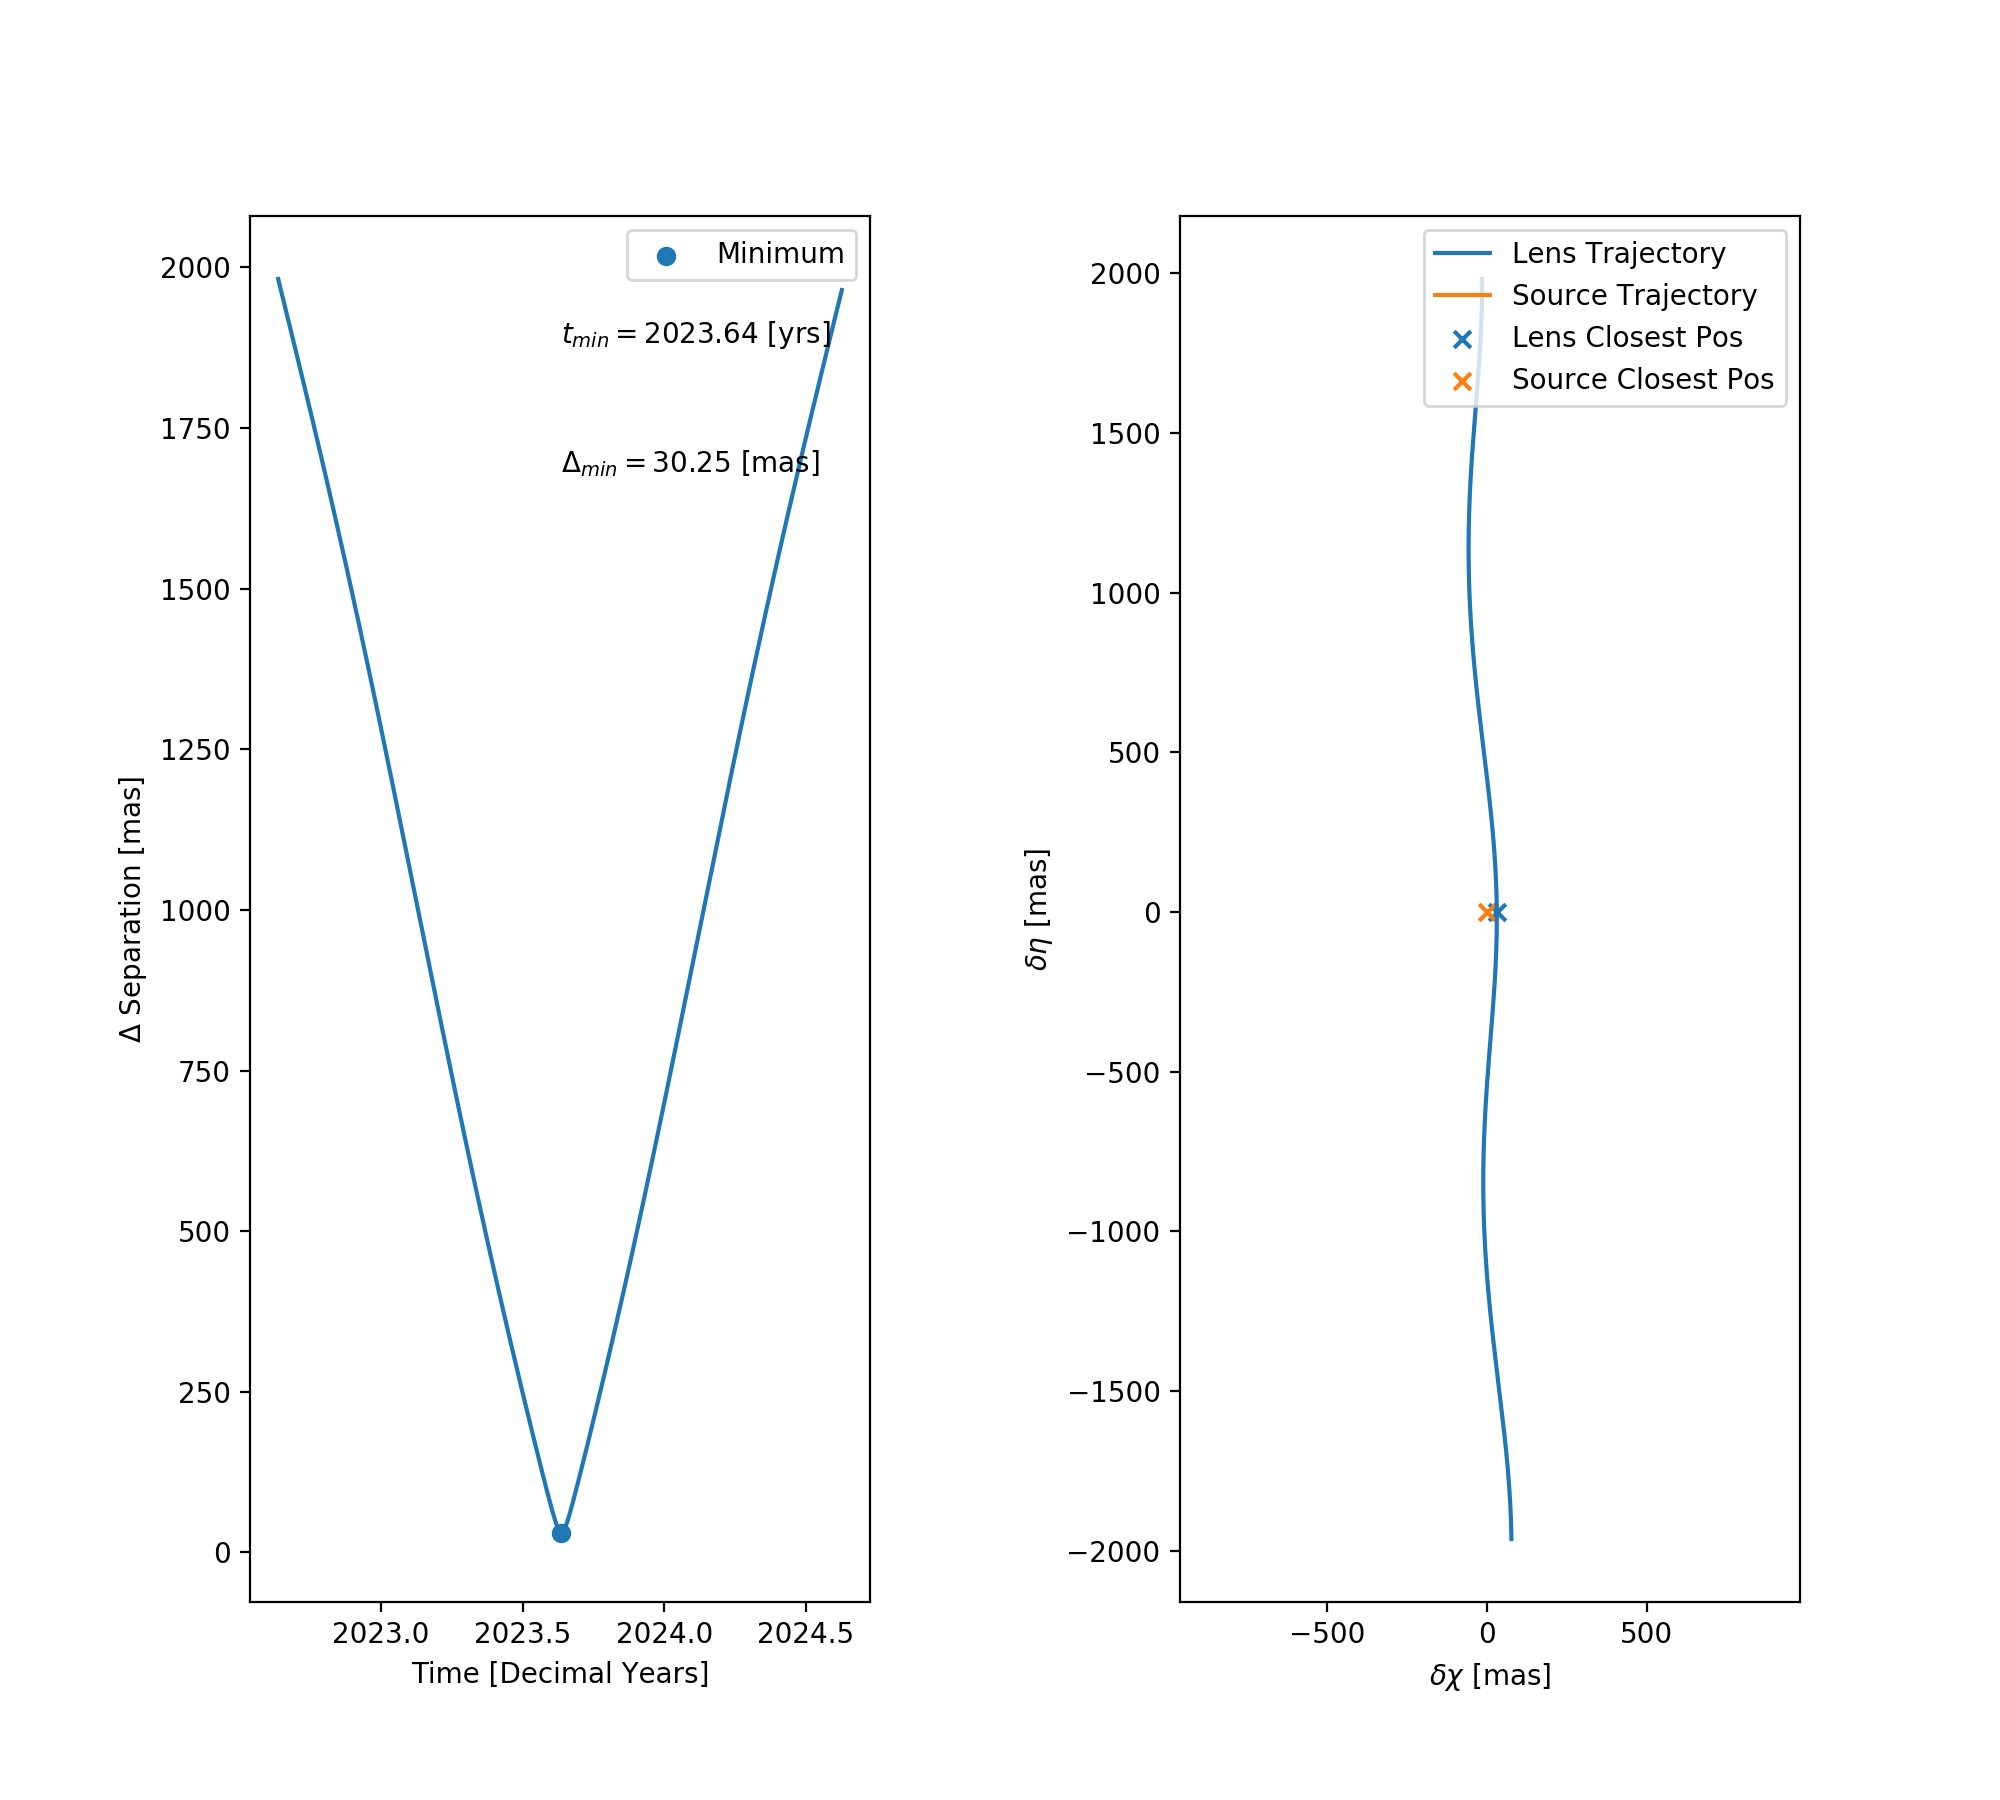 Minimum
t_min = 2023.64 [yrs]
Δ_min = 30.25 [mas]
2000
1750
1500
1250
1000
750
500
250
0
Δ Separation [mas]
2023.0 2023.5 2024.0 2024.5
Time [Decimal Years]
Lens Trajectory
Source Trajectory
Lens Closest Pos
Source Closest Pos
2000
1500
1000
500
0
−500
−1000
−1500
−2000
δη [mas]
−500 0 500
δχ [mas]